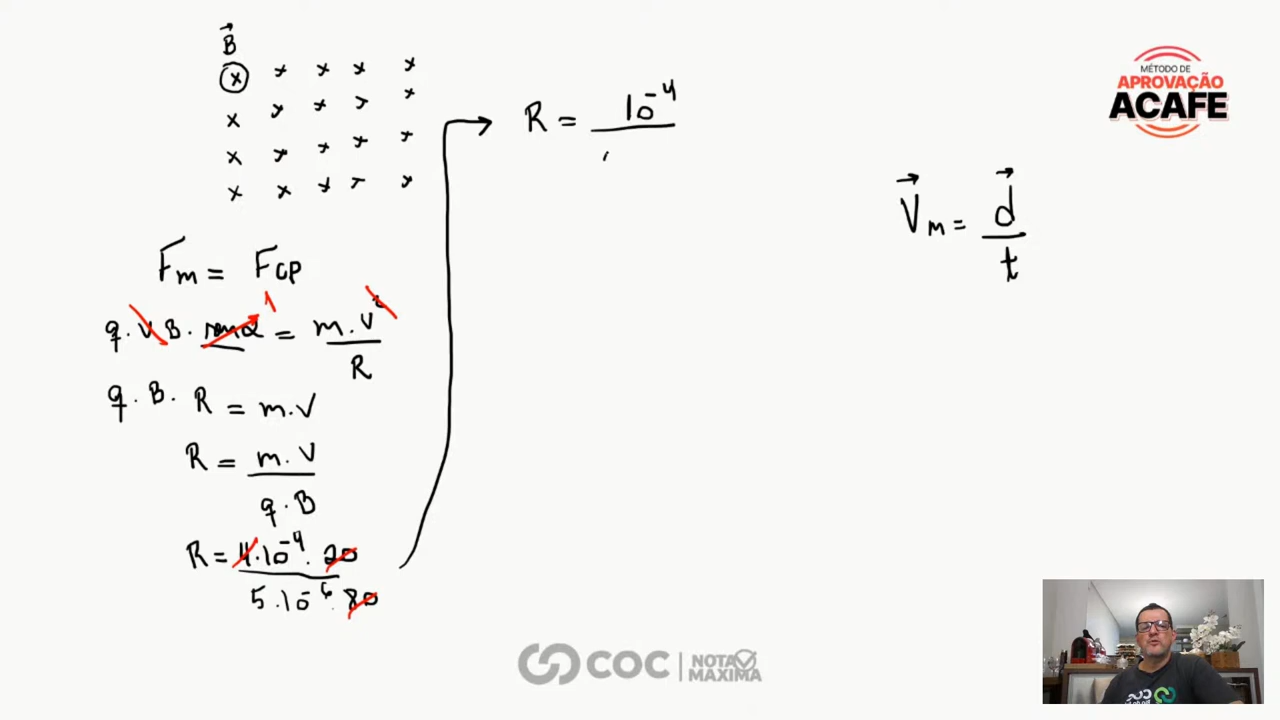 B⃗
x x x x x
x x x x x
x x x x x
x x x x x
Fm = Fcp
q.V.B. senα 1 = m.V²/R
q.B. R = m.V
R = m.V/q.B
R = 4.10⁻⁴.20/5.10⁻⁶.80
R = 10⁻⁴/
V⃗m = d⃗/t
MÉTODO DE
APROVAÇÃO
ACAFE
COC
NOTA
MÁXIMA